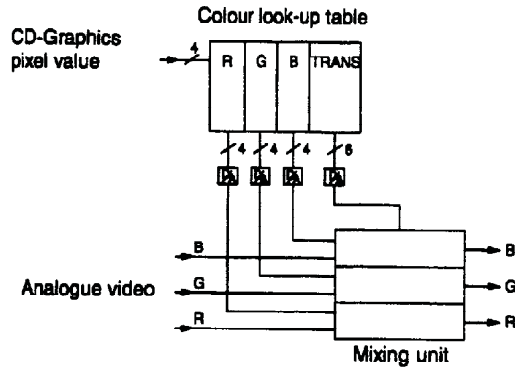 Colour look-up table
CD-Graphics
pixel value
4
R G B TRANS
4 4 4 6
D/A D/A D/A D/A
B
B
Analogue video
G
G
R
R
Mixing unit